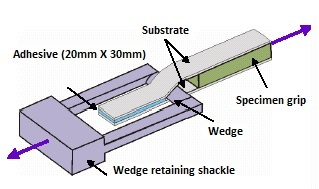 Substrate
Adhesive (20mm X 30mm)
Specimen grip
Wedge
Wedge retaining shackle